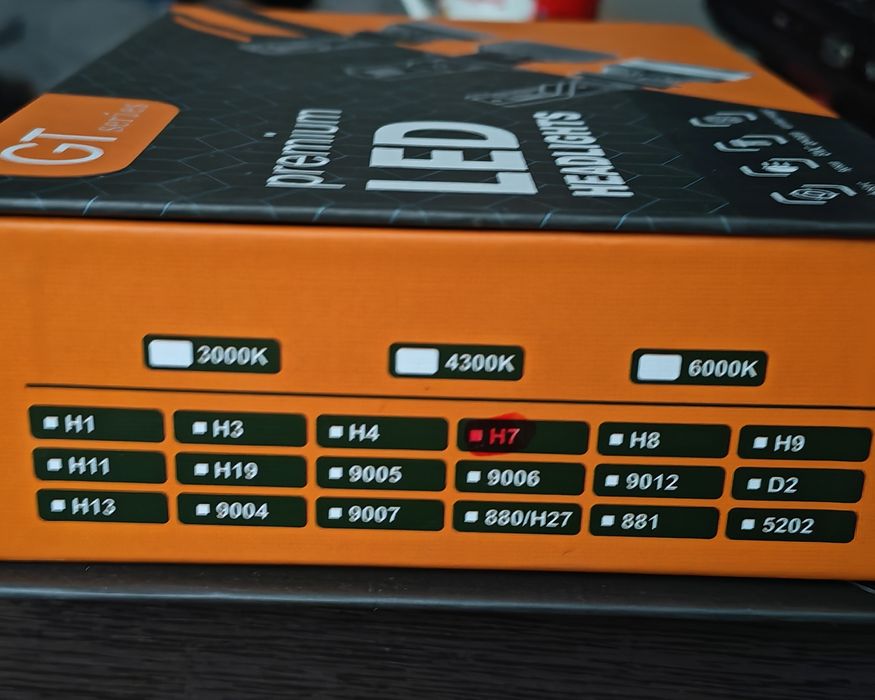 GT series
premium
LED
HEADLIGHTS
3000K 4300K 6000K
H1 H3 H4 H7 H8 H9
H11 H19 9005 9006 9012 D2
H13 9004 9007 880/H27 881 5202